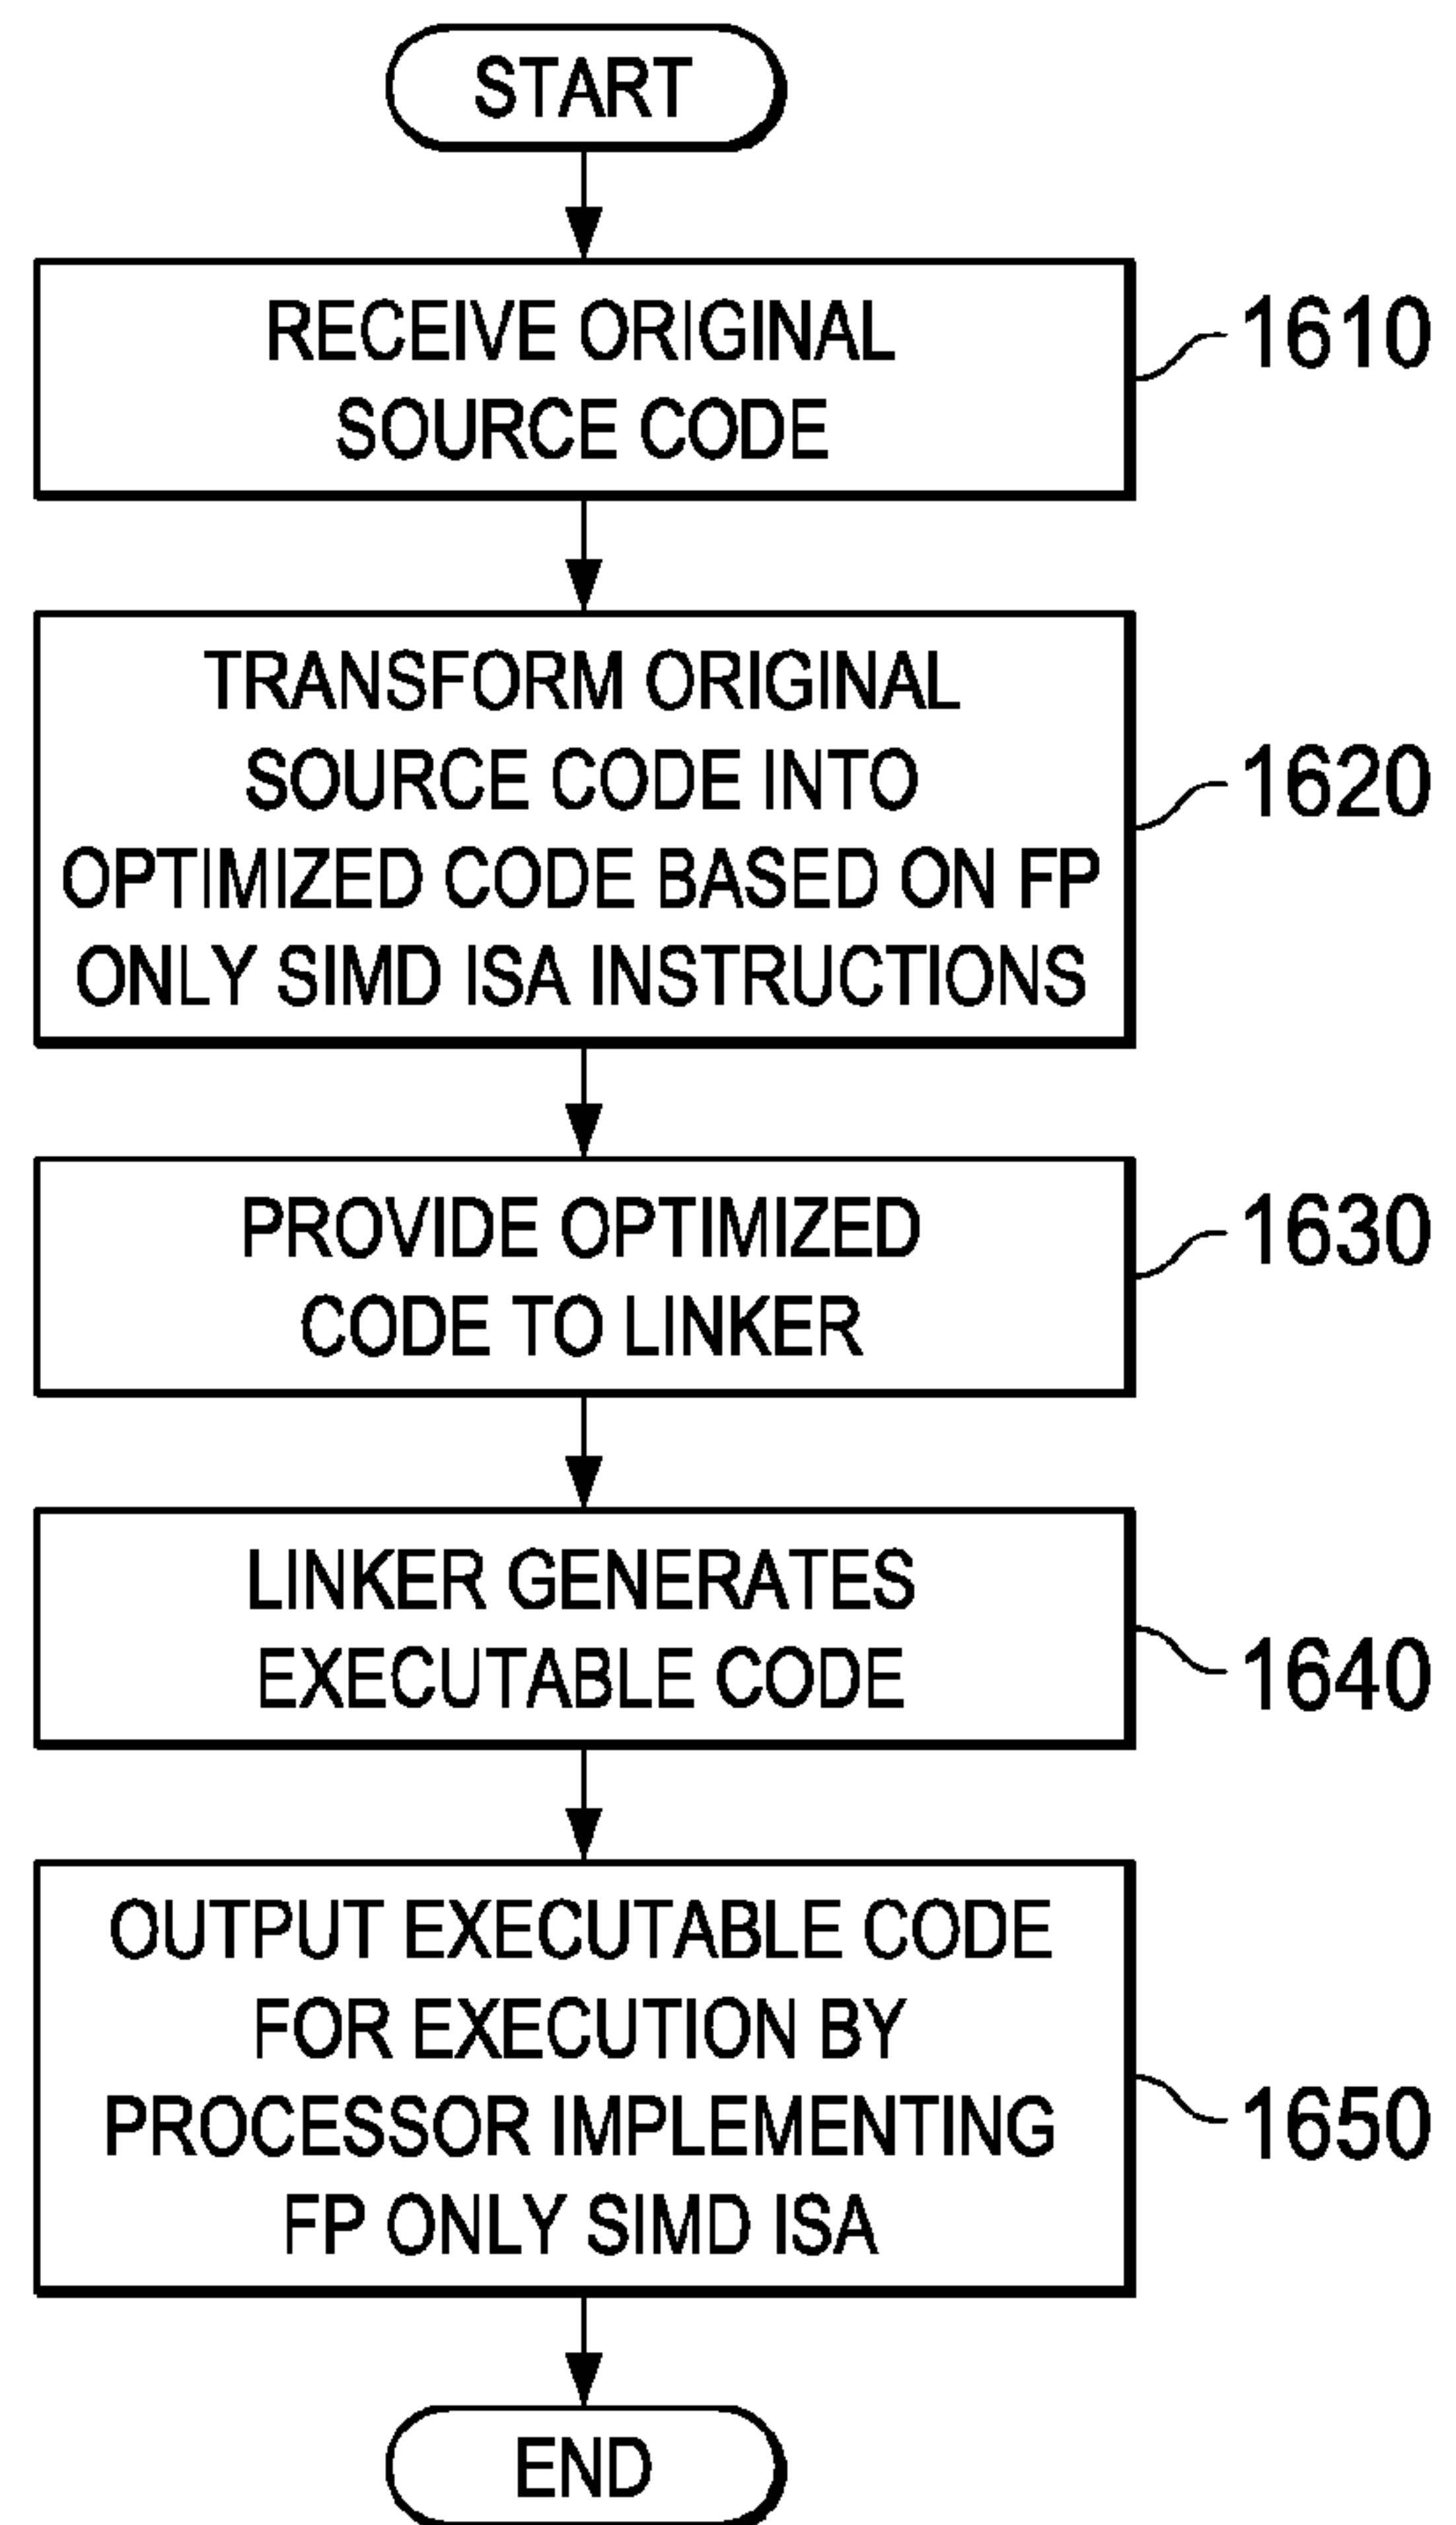 START
RECEIVE ORIGINAL
SOURCE CODE
1610
TRANSFORM ORIGINAL
SOURCE CODE INTO
OPTIMIZED CODE BASED ON FP
ONLY SIMD ISA INSTRUCTIONS
1620
PROVIDE OPTIMIZED
CODE TO LINKER
1630
LINKER GENERATES
EXECUTABLE CODE
1640
OUTPUT EXECUTABLE CODE
FOR EXECUTION BY
PROCESSOR IMPLEMENTING
FP ONLY SIMD ISA
1650
END